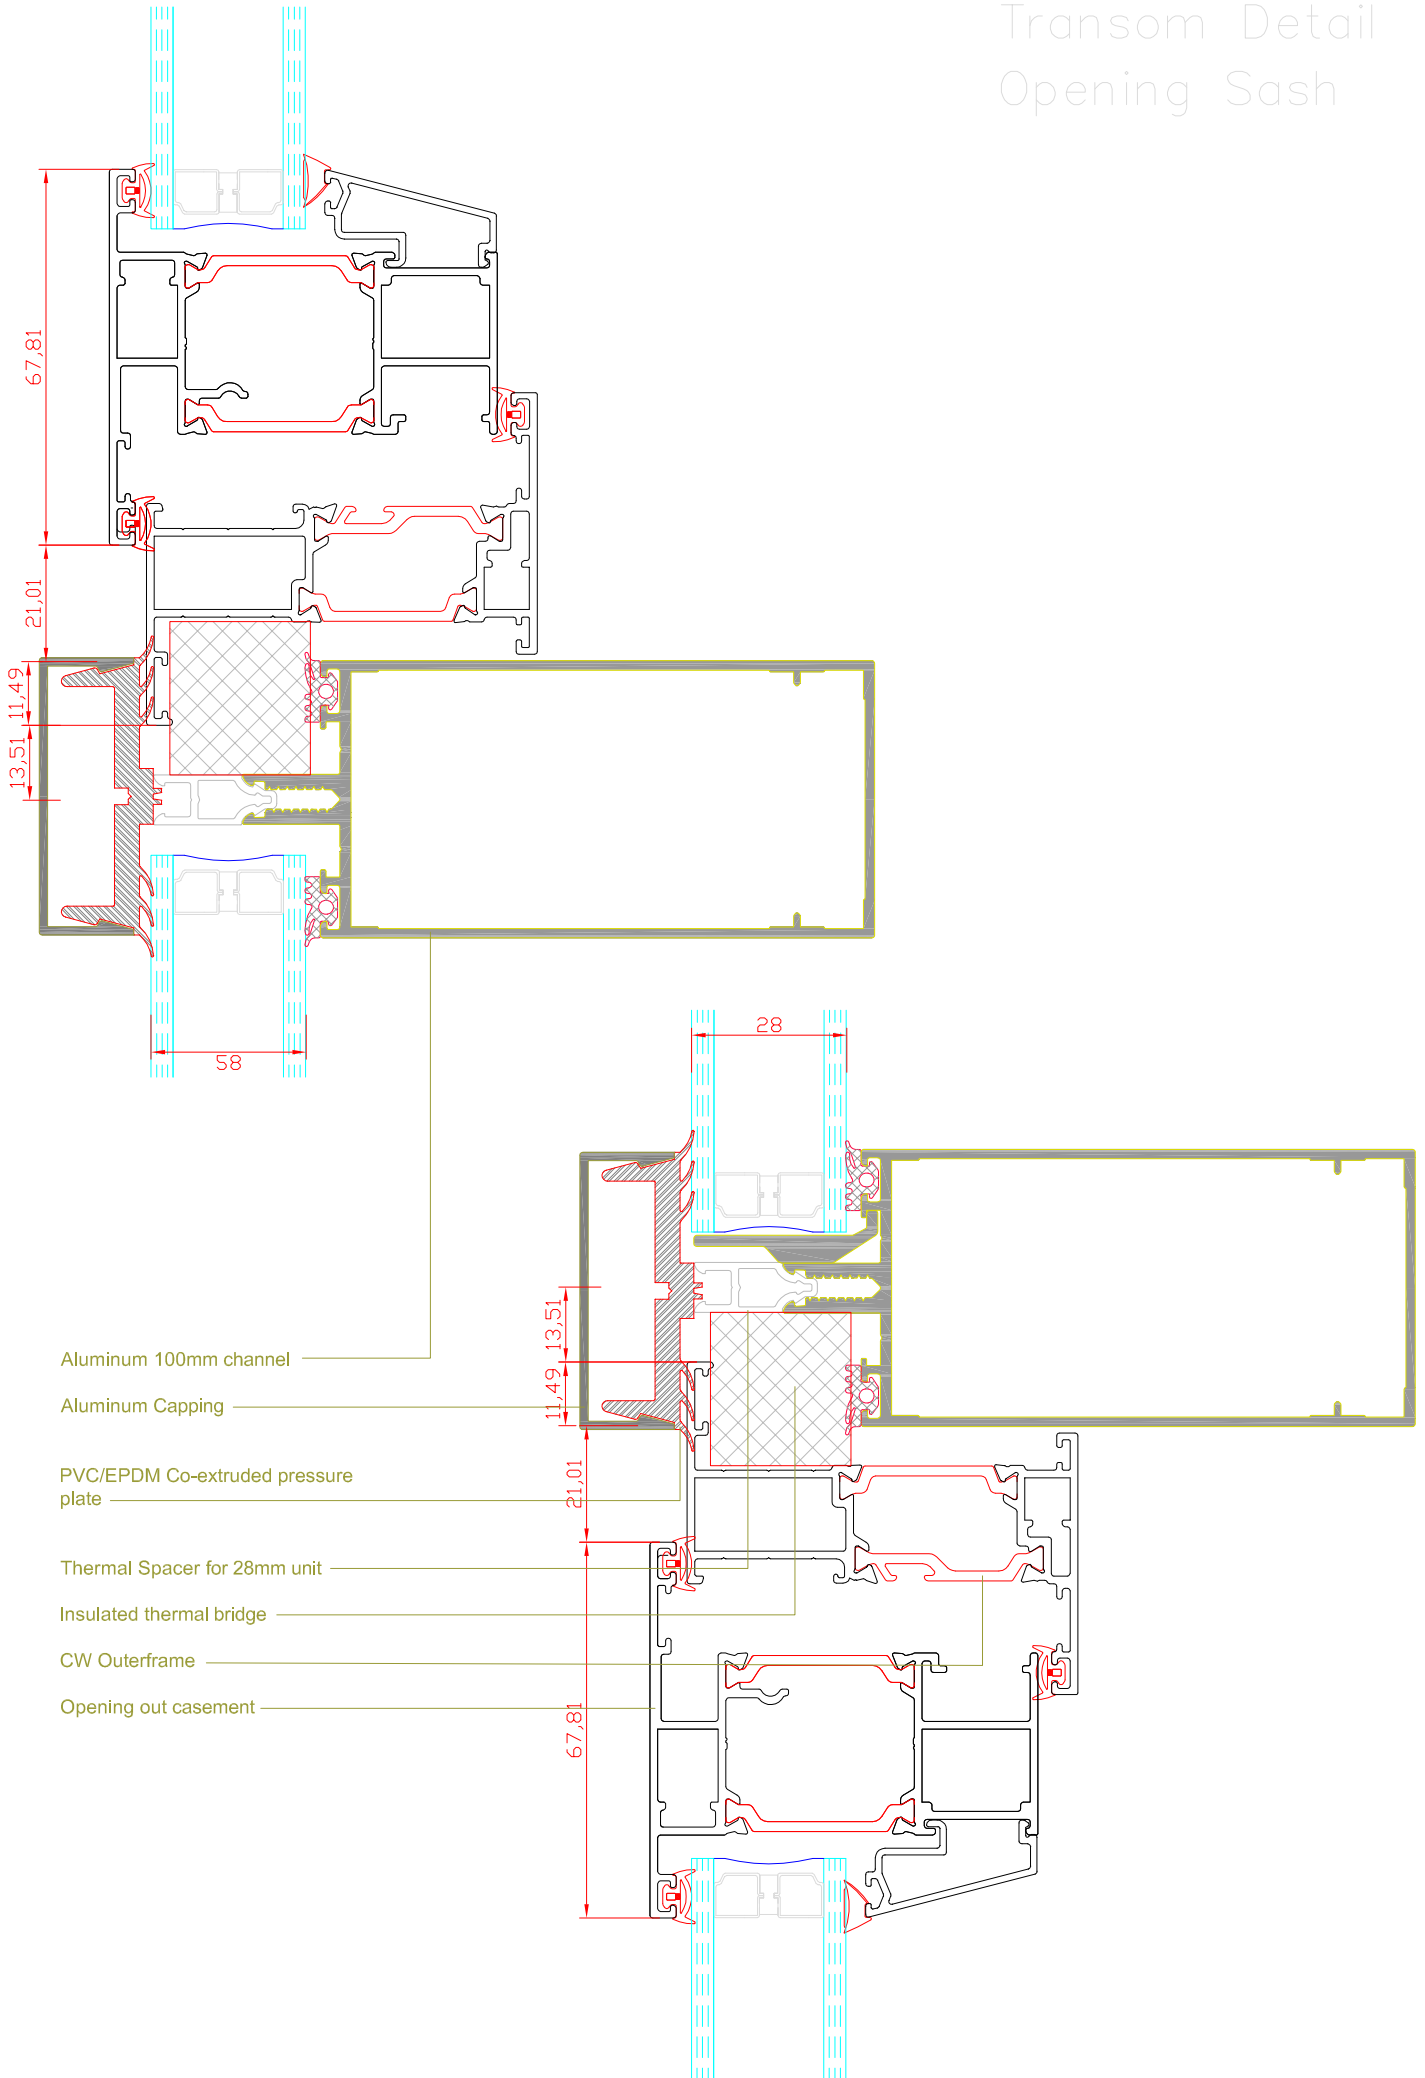 Transom Detail
Opening Sash
67,81
21,01
11,49
13,51
58
28
13,51
11,49
21,01
67,81
Aluminum 100mm channel
Aluminum Capping
PVC/EPDM Co-extruded pressure
plate
Thermal Spacer for 28mm unit
Insulated thermal bridge
CW Outerframe
Opening out casement